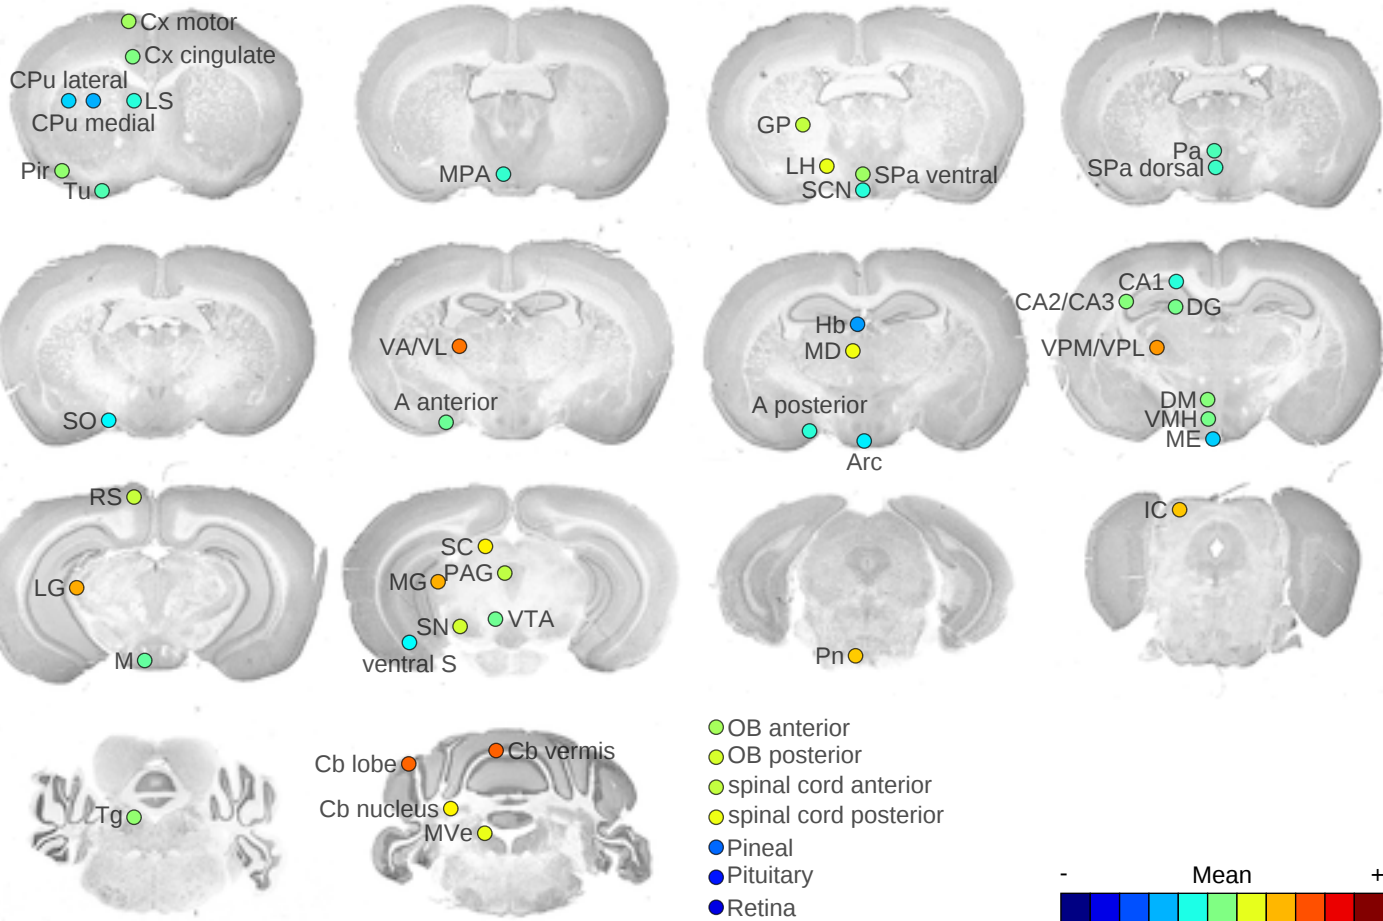 Cx motor
Cx cingulate
CPu lateral
LS
CPu medial
Pir
Tu
MPA
GP
LH
SPa ventral
SCN
Pa
SPa dorsal
SO
VA/VL
A anterior
Hb
MD
A posterior
Arc
CA1
CA2/CA3
DG
VPM/VPL
DM
VMH
ME
RS
LG
M
SC
PAG
MG
SN
VTA
ventral S
Pn
IC
Tg
Cb lobe
Cb vermis
Cb nucleus
MVe
OB anterior
OB posterior
spinal cord anterior
spinal cord posterior
Pineal
Pituitary
Retina
- Mean +